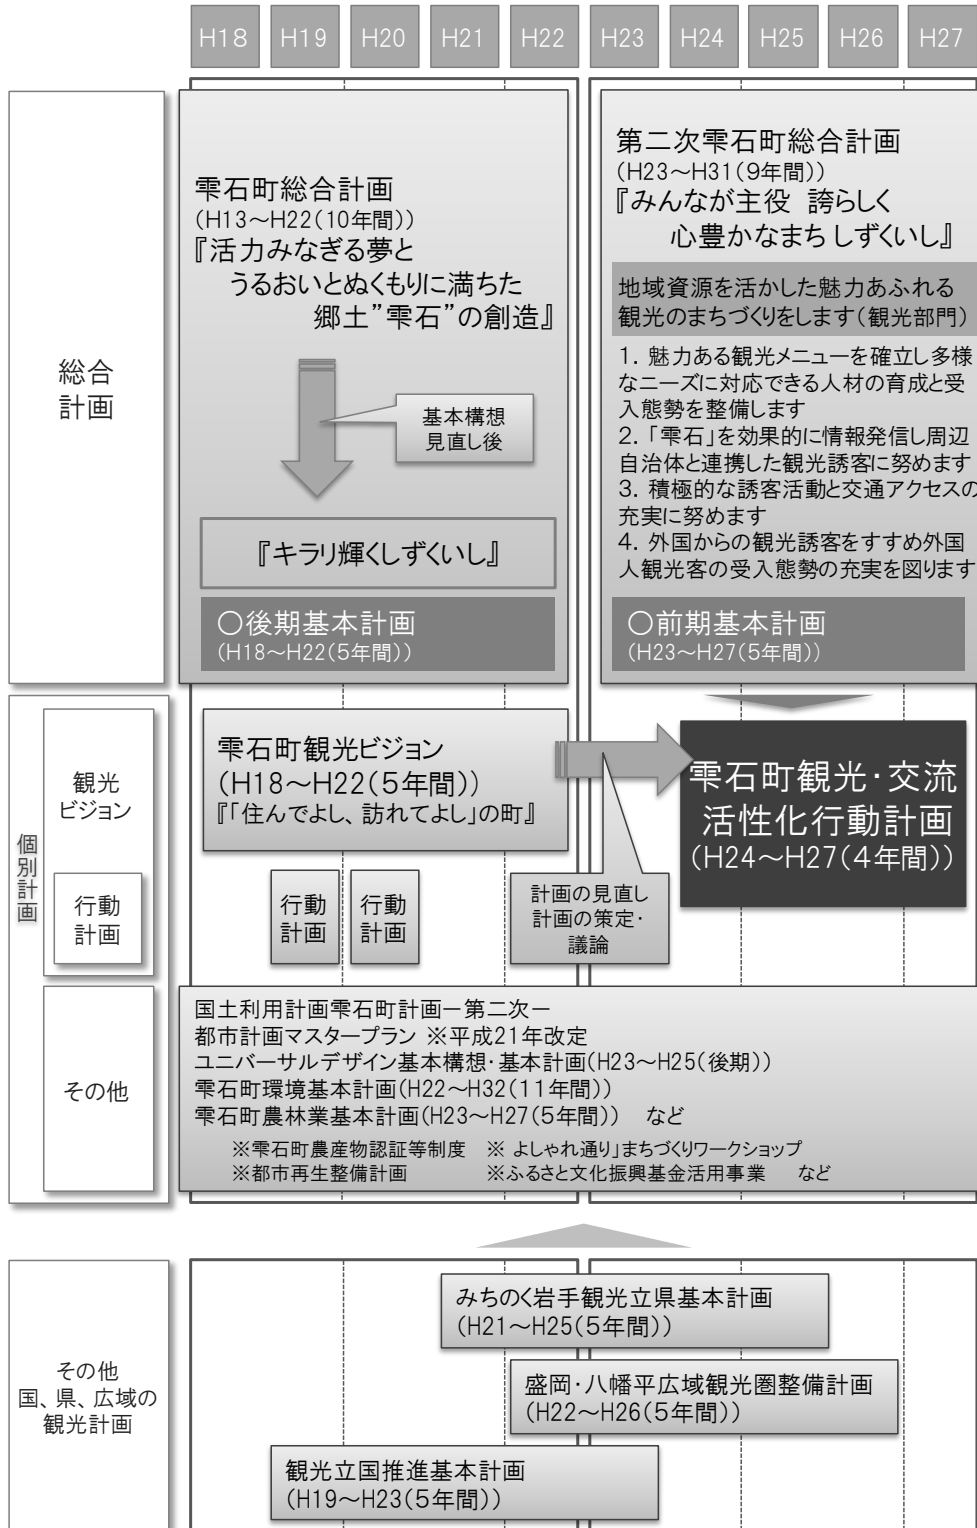 H18 H19 H20 H21 H22 H23 H24 H25 H26 H27
総合
計画
雫石町総合計画
(H13～H22(10年間))
『活力みなぎる夢と
うるおいとぬくもりに満ちた
郷土”雫石”の創造』
基本構想
見直し後
『キラリ輝くしずくいし』
○後期基本計画
(H18～H22(5年間))
第二次雫石町総合計画
(H23～H31(9年間))
『みんなが主役 誇らしく
心豊かなまち しずくいし』
地域資源を活かした魅力あふれる
観光のまちづくりをします(観光部門)
1. 魅力ある観光メニューを確立し多様
なニーズに対応できる人材の育成と受
入態勢を整備します
2. 「雫石」を効果的に情報発信し周辺
自治体と連携した観光誘客に努めます
3. 積極的な誘客活動と交通アクセスの
充実に努めます
4. 外国からの観光誘客をすすめ外国
人観光客の受入態勢の充実を図ります
○前期基本計画
(H23～H27(5年間))
個別計画
観光
ビジョン
行動
計画
雫石町観光ビジョン
(H18～H22(5年間))
『「住んでよし、訪れてよし」の町』
行動
計画
行動
計画
計画の見直し
計画の策定・
議論
雫石町観光・交流
活性化行動計画
(H24～H27(4年間))
その他
国土利用計画雫石町計画ー第二次ー
都市計画マスタープラン ※平成21年改定
ユニバーサルデザイン基本構想・基本計画(H23～H25(後期))
雫石町環境基本計画(H22～H32(11年間))
雫石町農林業基本計画(H23～H27(5年間)) など
※雫石町農産物認証等制度 ※ よしゃれ通り」まちづくりワークショップ
※都市再生整備計画 ※ふるさと文化振興基金活用事業 など
その他
国、県、広域の
観光計画
みちのく岩手観光立県基本計画
(H21～H25(5年間))
盛岡・八幡平広域観光圏整備計画
(H22～H26(5年間))
観光立国推進基本計画
(H19～H23(5年間))